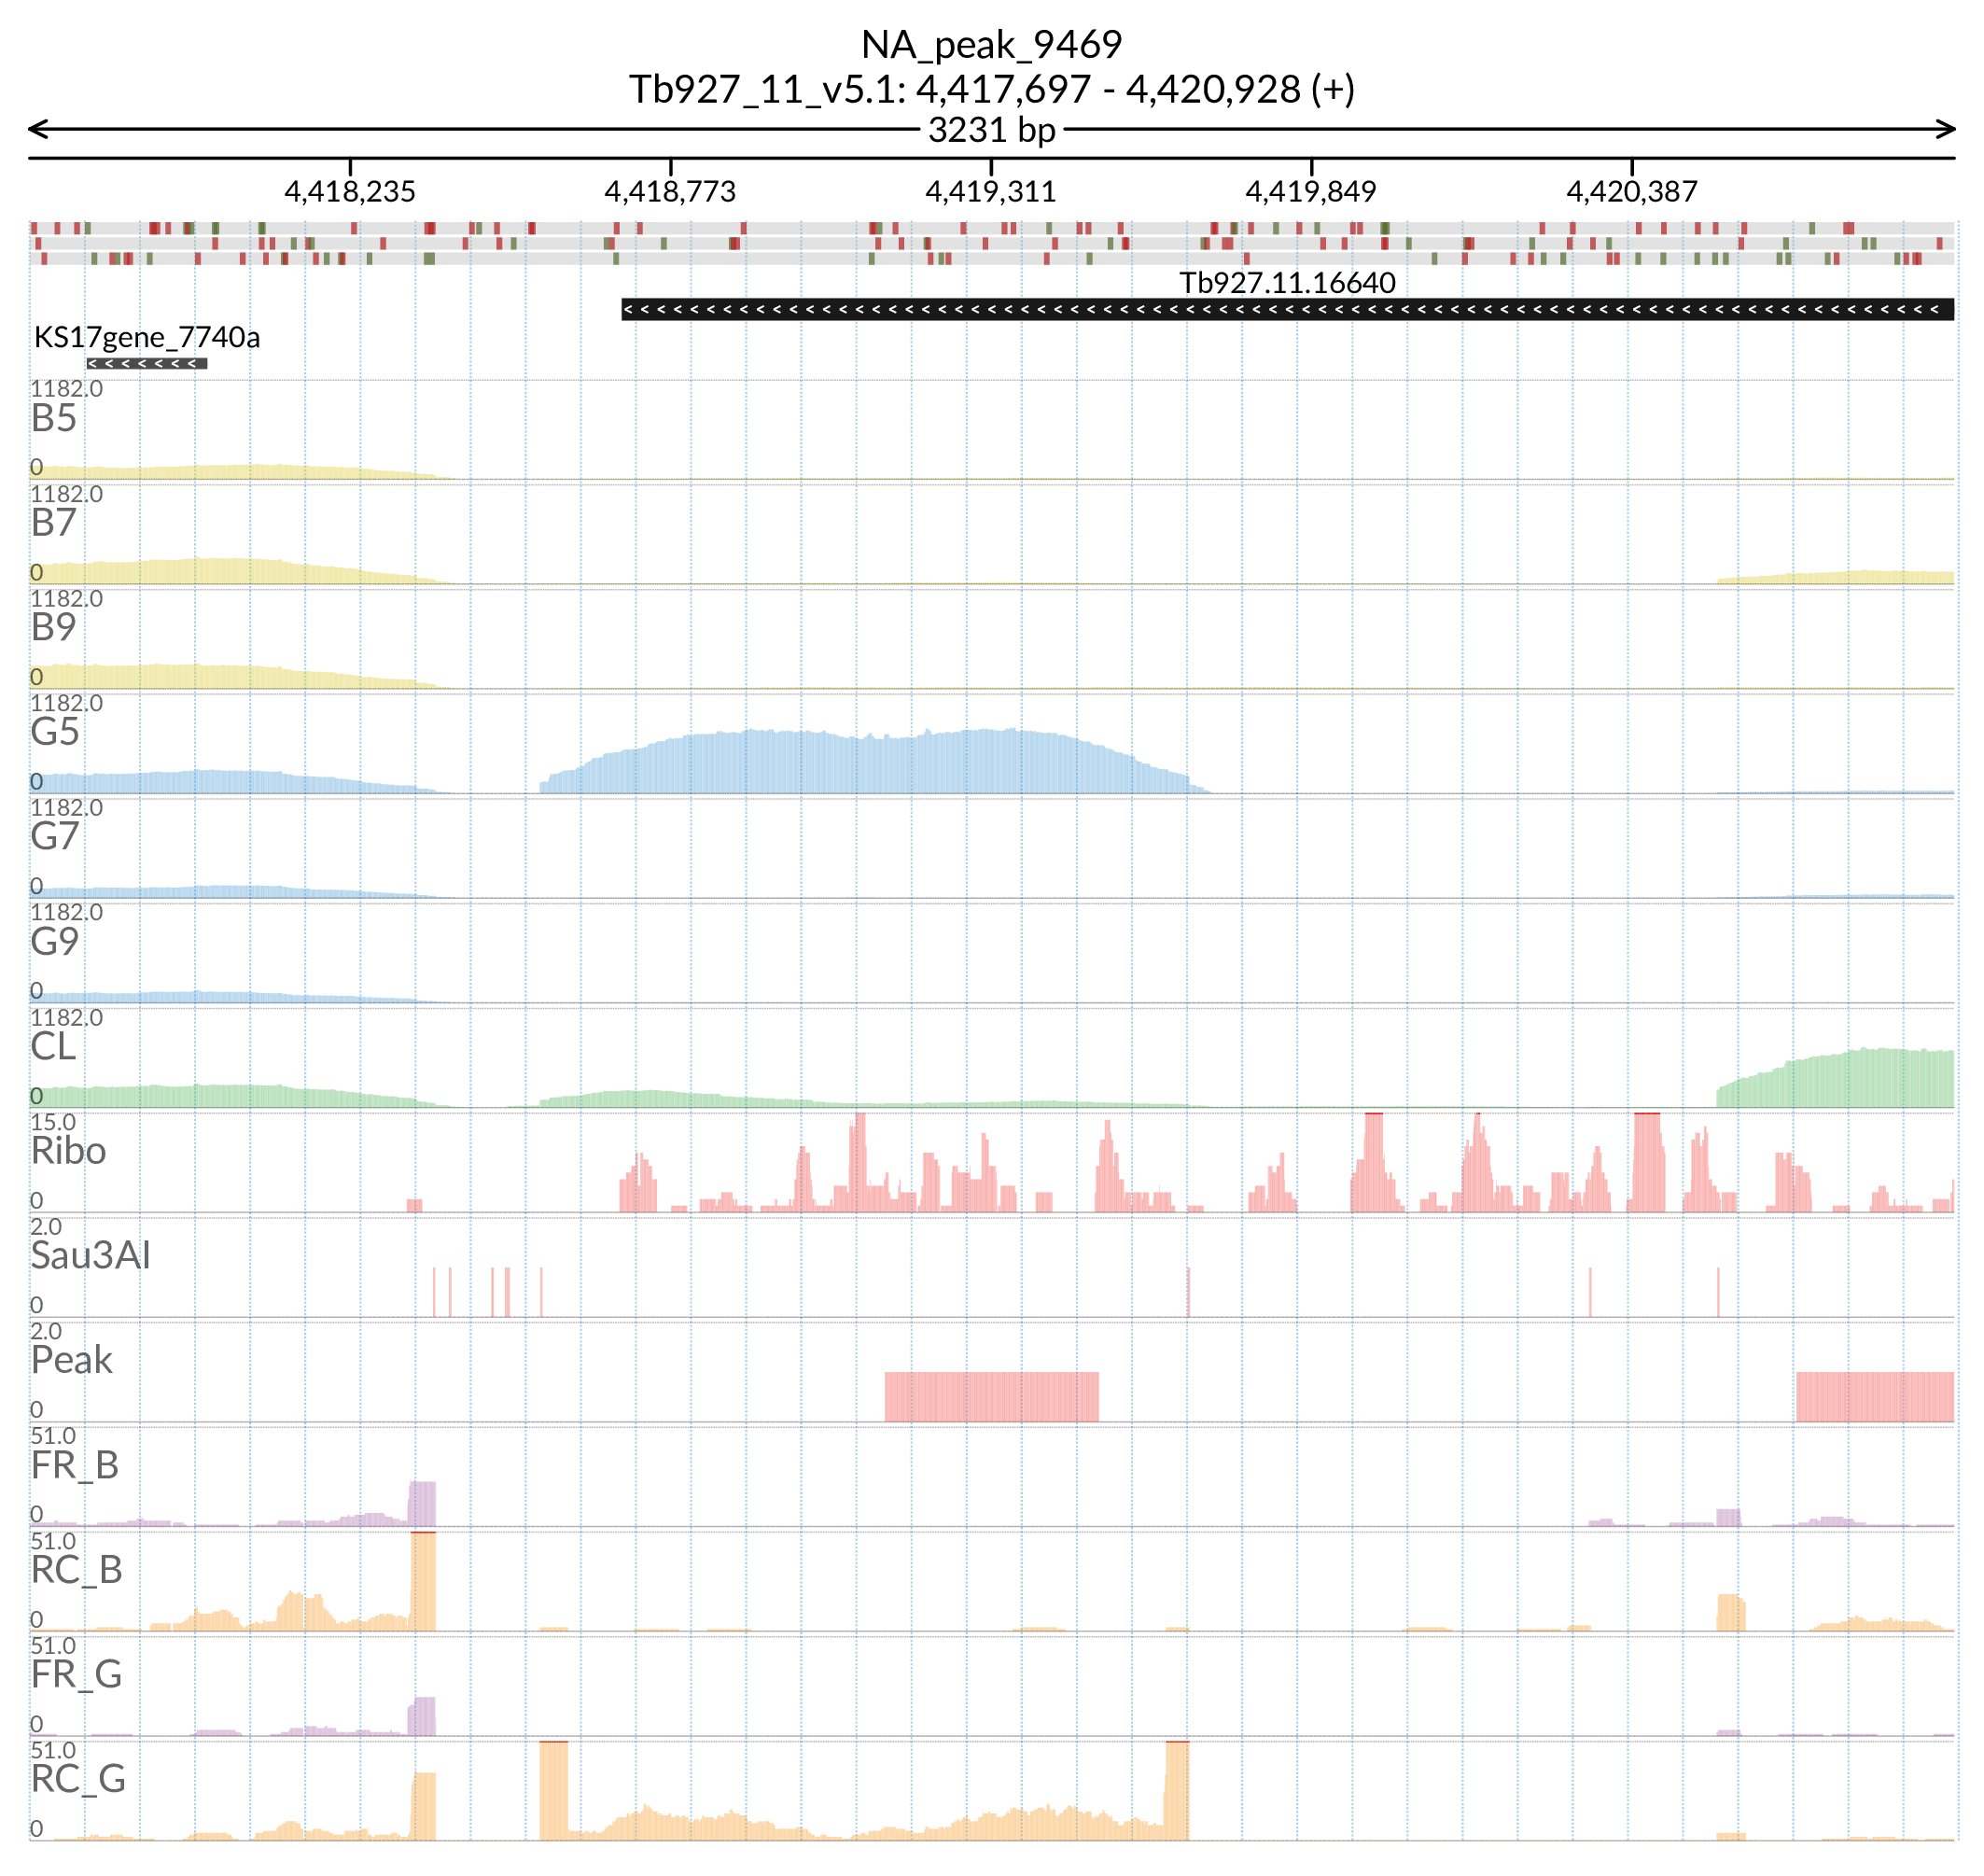 NA_peak_9469
Tb927_11_v5.1: 4,417,697 - 4,420,928 (+)
3231 bp
4,418,235 4,418,773 4,419,311 4,419,849 4,420,387
Tb927.11.16640
KS17gene_7740a
1182.0
B5
0
1182.0
B7
0
1182.0
B9
0
1182.0
G5
0
1182.0
G7
0
1182.0
G9
0
1182.0
CL
0
15.0
Ribo
0
2.0
Sau3AI
0
2.0
Peak
0
51.0
FR_B
0
51.0
RC_B
0
51.0
FR_G
0
51.0
RC_G
0